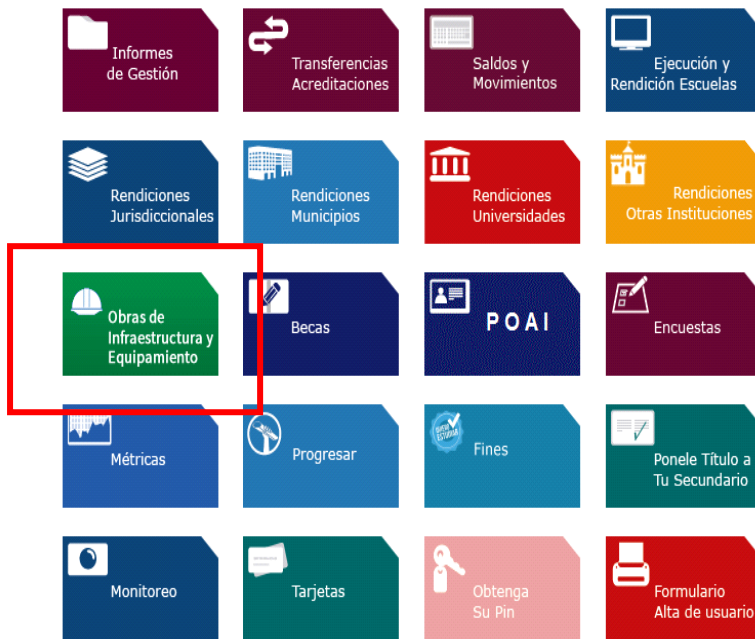 Informes
de Gestión
Transferencias
Acreditaciones
Saldos y
Movimientos
Ejecución y
Rendición Escuelas
Rendiciones
Jurisdiccionales
Rendiciones
Municipios
Rendiciones
Universidades
Rendiciones
Otras Instituciones
Obras de
Infraestructura y
Equipamiento
Becas
POAI
Encuestas
Métricas
Progresar
Fines
Ponele Título a
Tu Secundario
Monitoreo
Tarjetas
Obtenga
Su Pin
Formulario
Alta de usuario